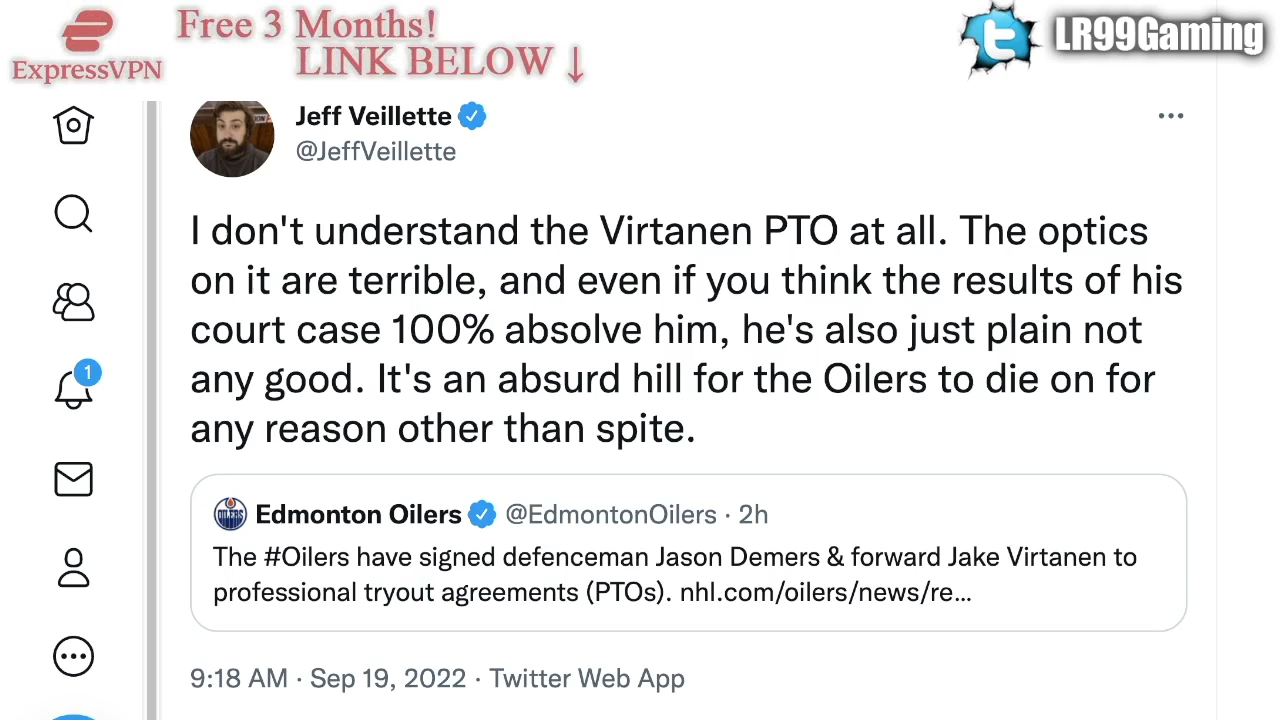 Free 3 Months!
LINK BELOW ↓
ExpressVPN
LR99Gaming
Jeff Veillette
@JeffVeillette
I don't understand the Virtanen PTO at all. The optics
on it are terrible, and even if you think the results of his
court case 100% absolve him, he's also just plain not
any good. It's an absurd hill for the Oilers to die on for
any reason other than spite.
1
OILERS
Edmonton Oilers @EdmontonOilers · 2h
The #Oilers have signed defenceman Jason Demers & forward Jake Virtanen to
professional tryout agreements (PTOs). nhl.com/oilers/news/re…
9:18 AM · Sep 19, 2022 · Twitter Web App